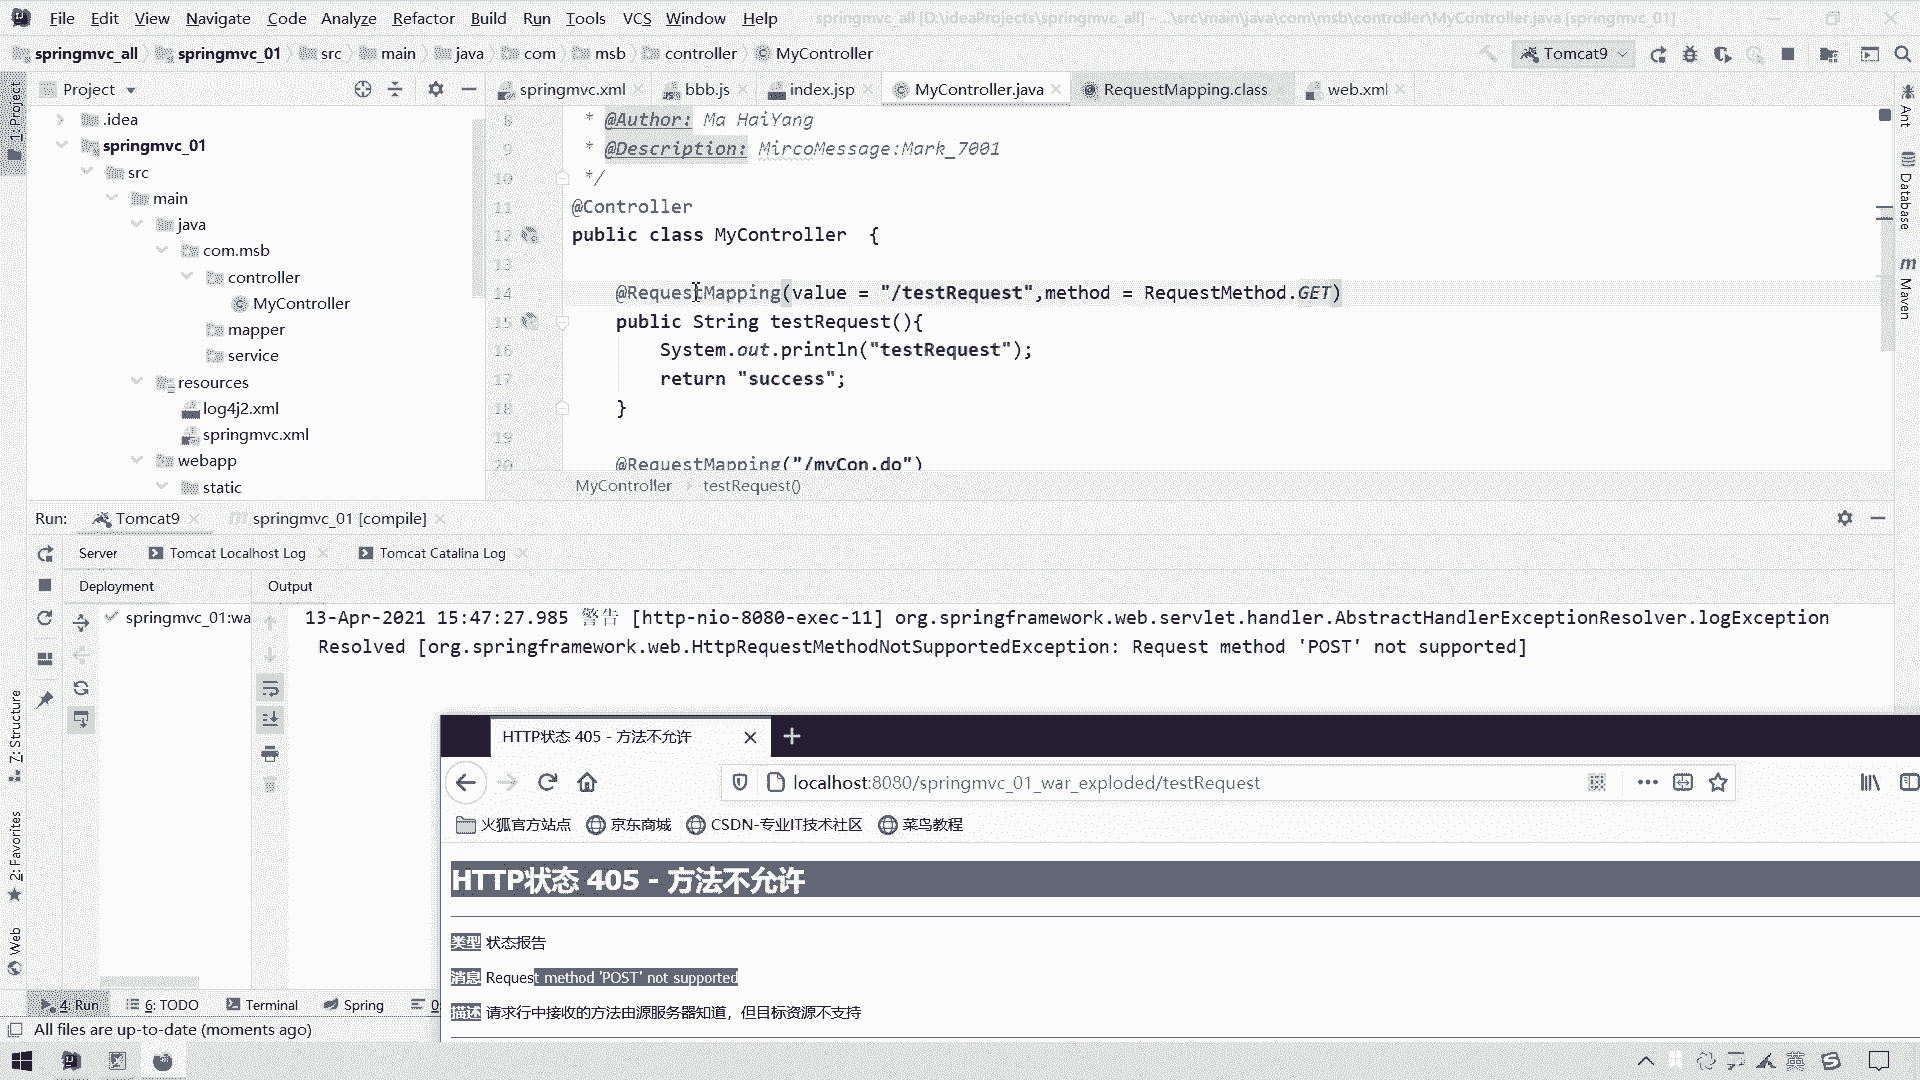 File Edit View Navigate Code Analyze Refactor Build Run Tools VCS Window Help springmvc_all [D:\ideaProjects\springmvc_all] - ...\src\main\java\com\msb\controller\MyController.java [springmvc_01]
springmvc_all springmvc_01 src main java com msb controller MyController Tomcat9
Project springmvc.xml bbb.js index.jsp MyController.java RequestMapping.class web.xml
1: Project
Ant
Database
Maven
.idea
springmvc_01
src
main
java
com.msb
controller
MyController
mapper
service
resources
log4j2.xml
springmvc.xml
webapp
static
8 * @Author: Ma HaiYang
9 * @Description: MircoMessage:Mark_7001
10 */
11 @Controller
12 public class MyController {
13
14 @RequestMapping(value = "/testRequest",method = RequestMethod.GET)
15 public String testRequest(){
16 System.out.println("testRequest");
17 return "success";
18 }
19
20 @RequestMapping("/myCon.do")
MyController testRequest()
Run: Tomcat9 springmvc_01 [compile]
Server Tomcat Localhost Log Tomcat Catalina Log
Deployment Output
springmvc_01:wa
13-Apr-2021 15:47:27.985 警告 [http-nio-8080-exec-11] org.springframework.web.servlet.handler.AbstractHandlerExceptionResolver.logException
Resolved [org.springframework.web.HttpRequestMethodNotSupportedException: Request method 'POST' not supported]
7: Structure
2: Favorites
Web
HTTP状态 405 - 方法不允许
localhost:8080/springmvc_01_war_exploded/testRequest
火狐官方站点 京东商城 CSDN-专业IT技术社区 菜鸟教程
HTTP状态 405 - 方法不允许
类型 状态报告
消息 Request method 'POST' not supported
描述 请求行中接收的方法由源服务器知道，但目标资源不支持
4: Run 6: TODO Terminal Spring 0:
All files are up-to-date (moments ago)
英